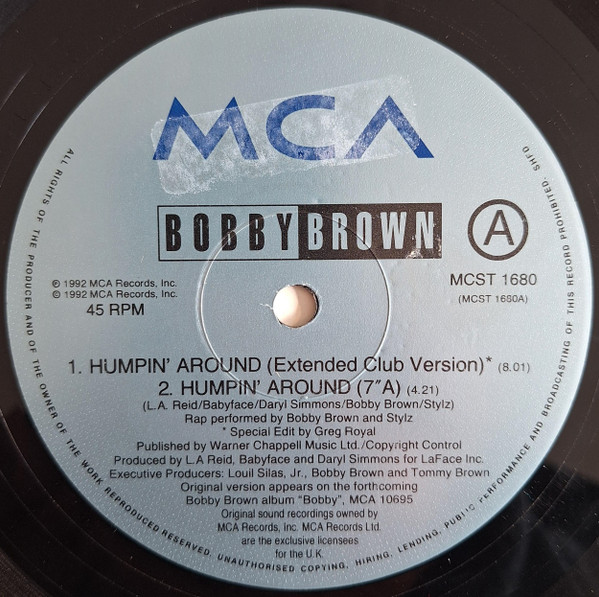 MCA
BOBBY BROWN
A
MCST 1680
(MCST 1680A)
℗ 1992 MCA Records, Inc.
© 1992 MCA Records, Inc.
45 RPM
1. HUMPIN' AROUND (Extended Club Version)* (8.01)
2. HUMPIN' AROUND (7"A) (4.21)
(L.A. Reid/Babyface/Daryl Simmons/Bobby Brown/Stylz)
Rap performed by Bobby Brown and Stylz
* Special Edit by Greg Royal
Published by Warner Chappell Music Ltd./Copyright Control
Produced by L.A Reid, Babyface and Daryl Simmons for LaFace Inc.
Executive Producers: Louil Silas, Jr., Bobby Brown and Tommy Brown
Original version appears on the forthcoming
Bobby Brown album "Bobby", MCA 10695
Original sound recordings owned by
MCA Records, Inc. MCA Records Ltd.
are the exclusive licensees
for the U.K.
ALL RIGHTS OF THE PRODUCER AND OF THE OWNER OF THE WORK REPRODUCED RESERVED. UNAUTHORISED COPYING, HIRING, LENDING, PUBLIC PERFORMANCE AND BROADCASTING OF THIS RECORD PROHIBITED. SHFD